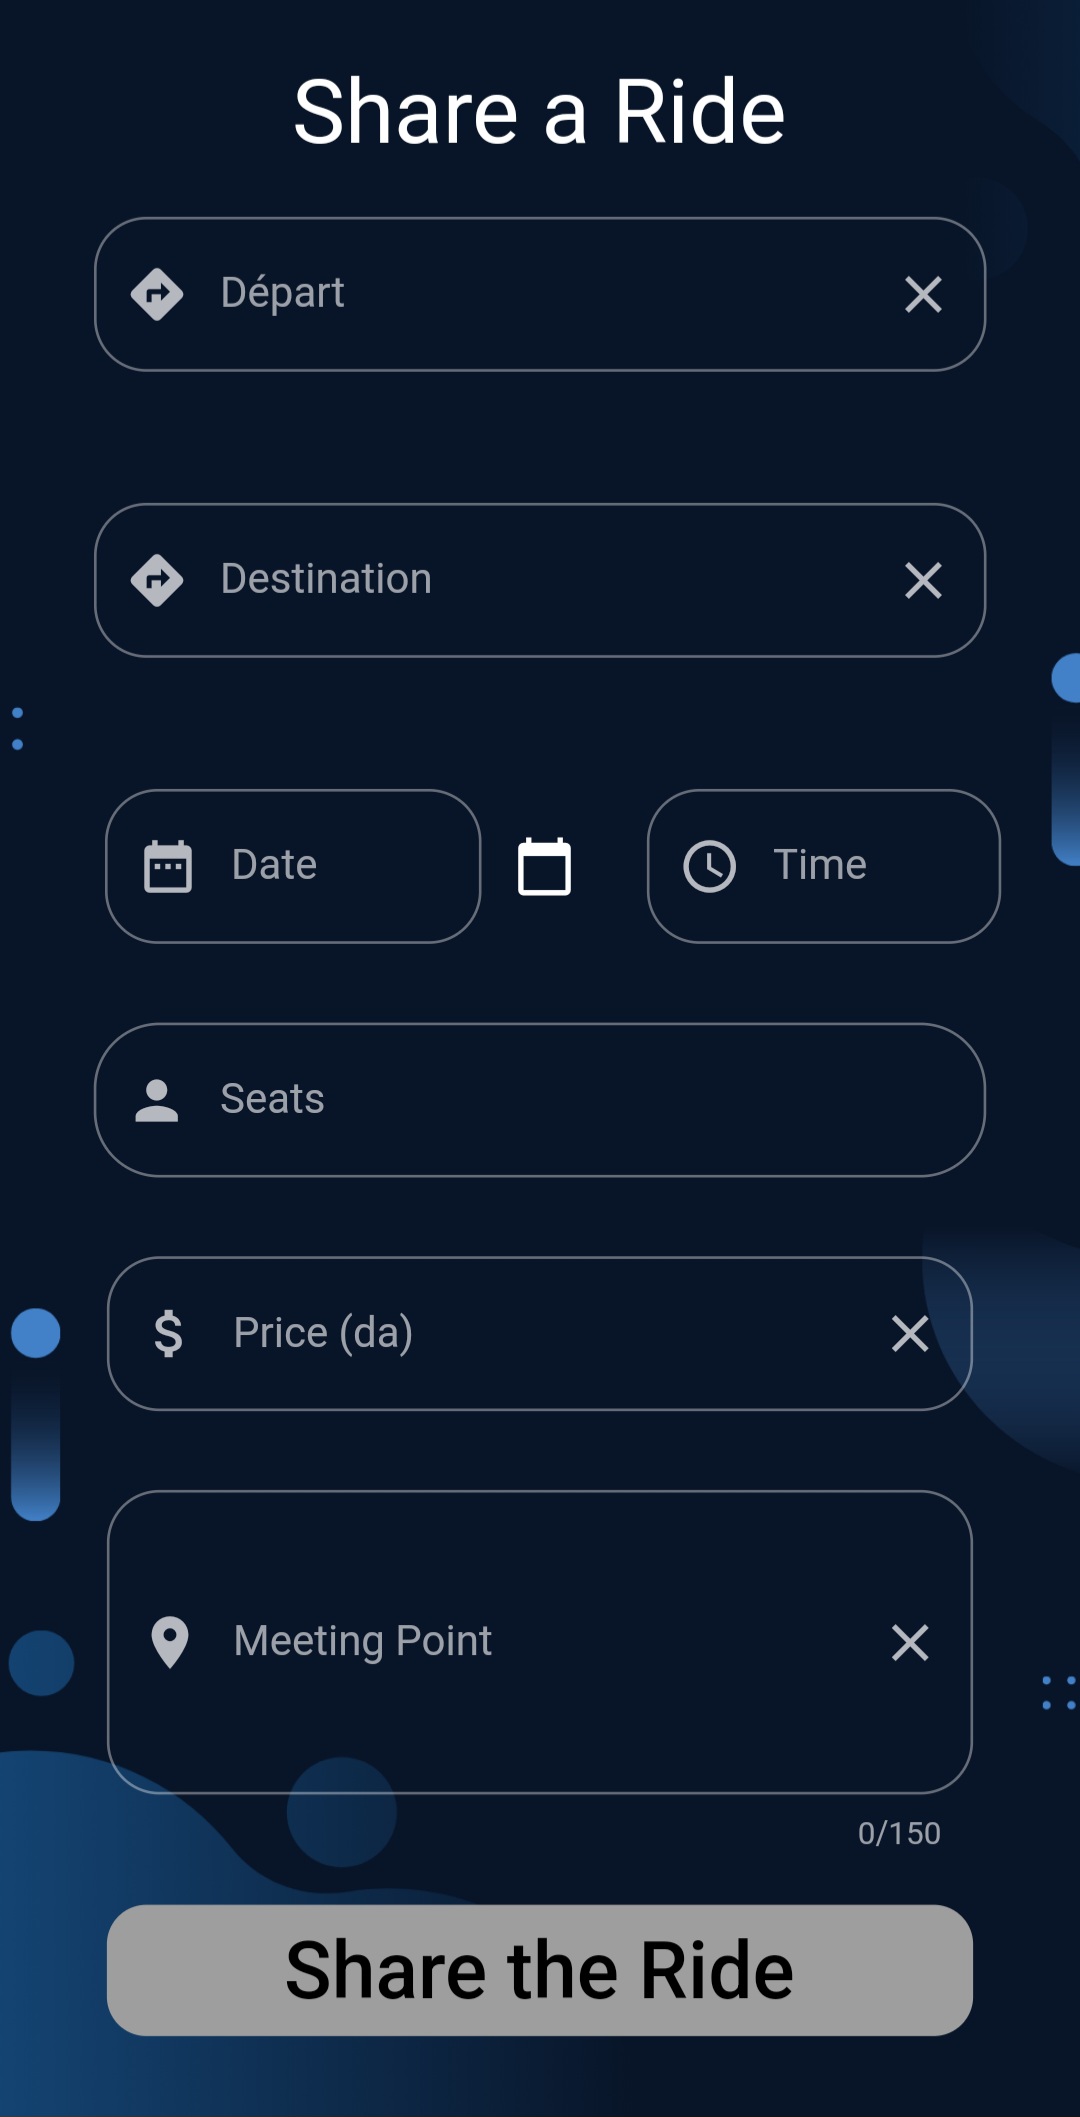 Share a Ride
Départ
Destination
Date
Time
Seats
Price (da)
Meeting Point
0/150
Share the Ride